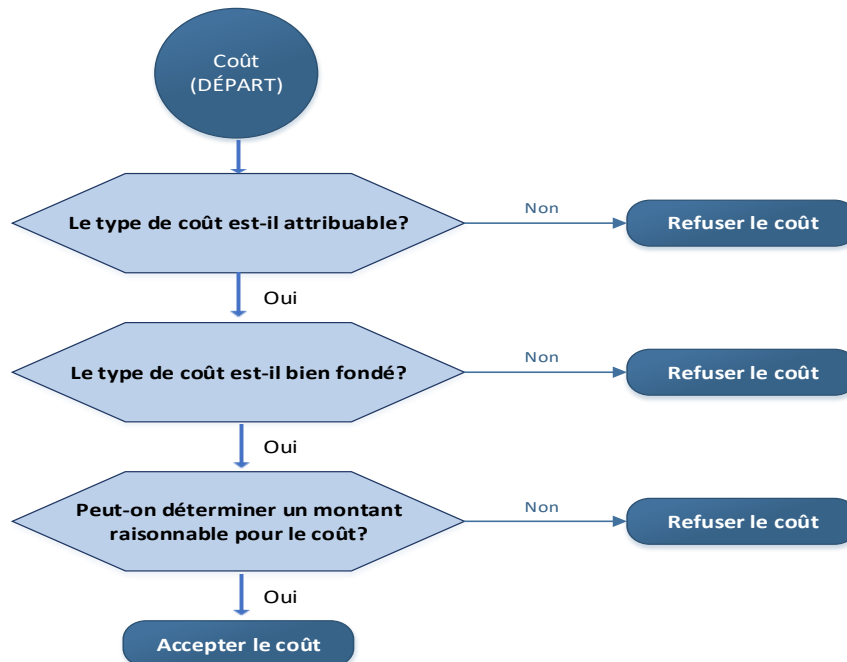 Coût
(DÉPART)
Le type de coût est-il attribuable?
Non
Refuser le coût
Oui
Le type de coût est-il bien fondé?
Non
Refuser le coût
Oui
Peut-on déterminer un montant
raisonnable pour le coût?
Non
Refuser le coût
Oui
Accepter le coût